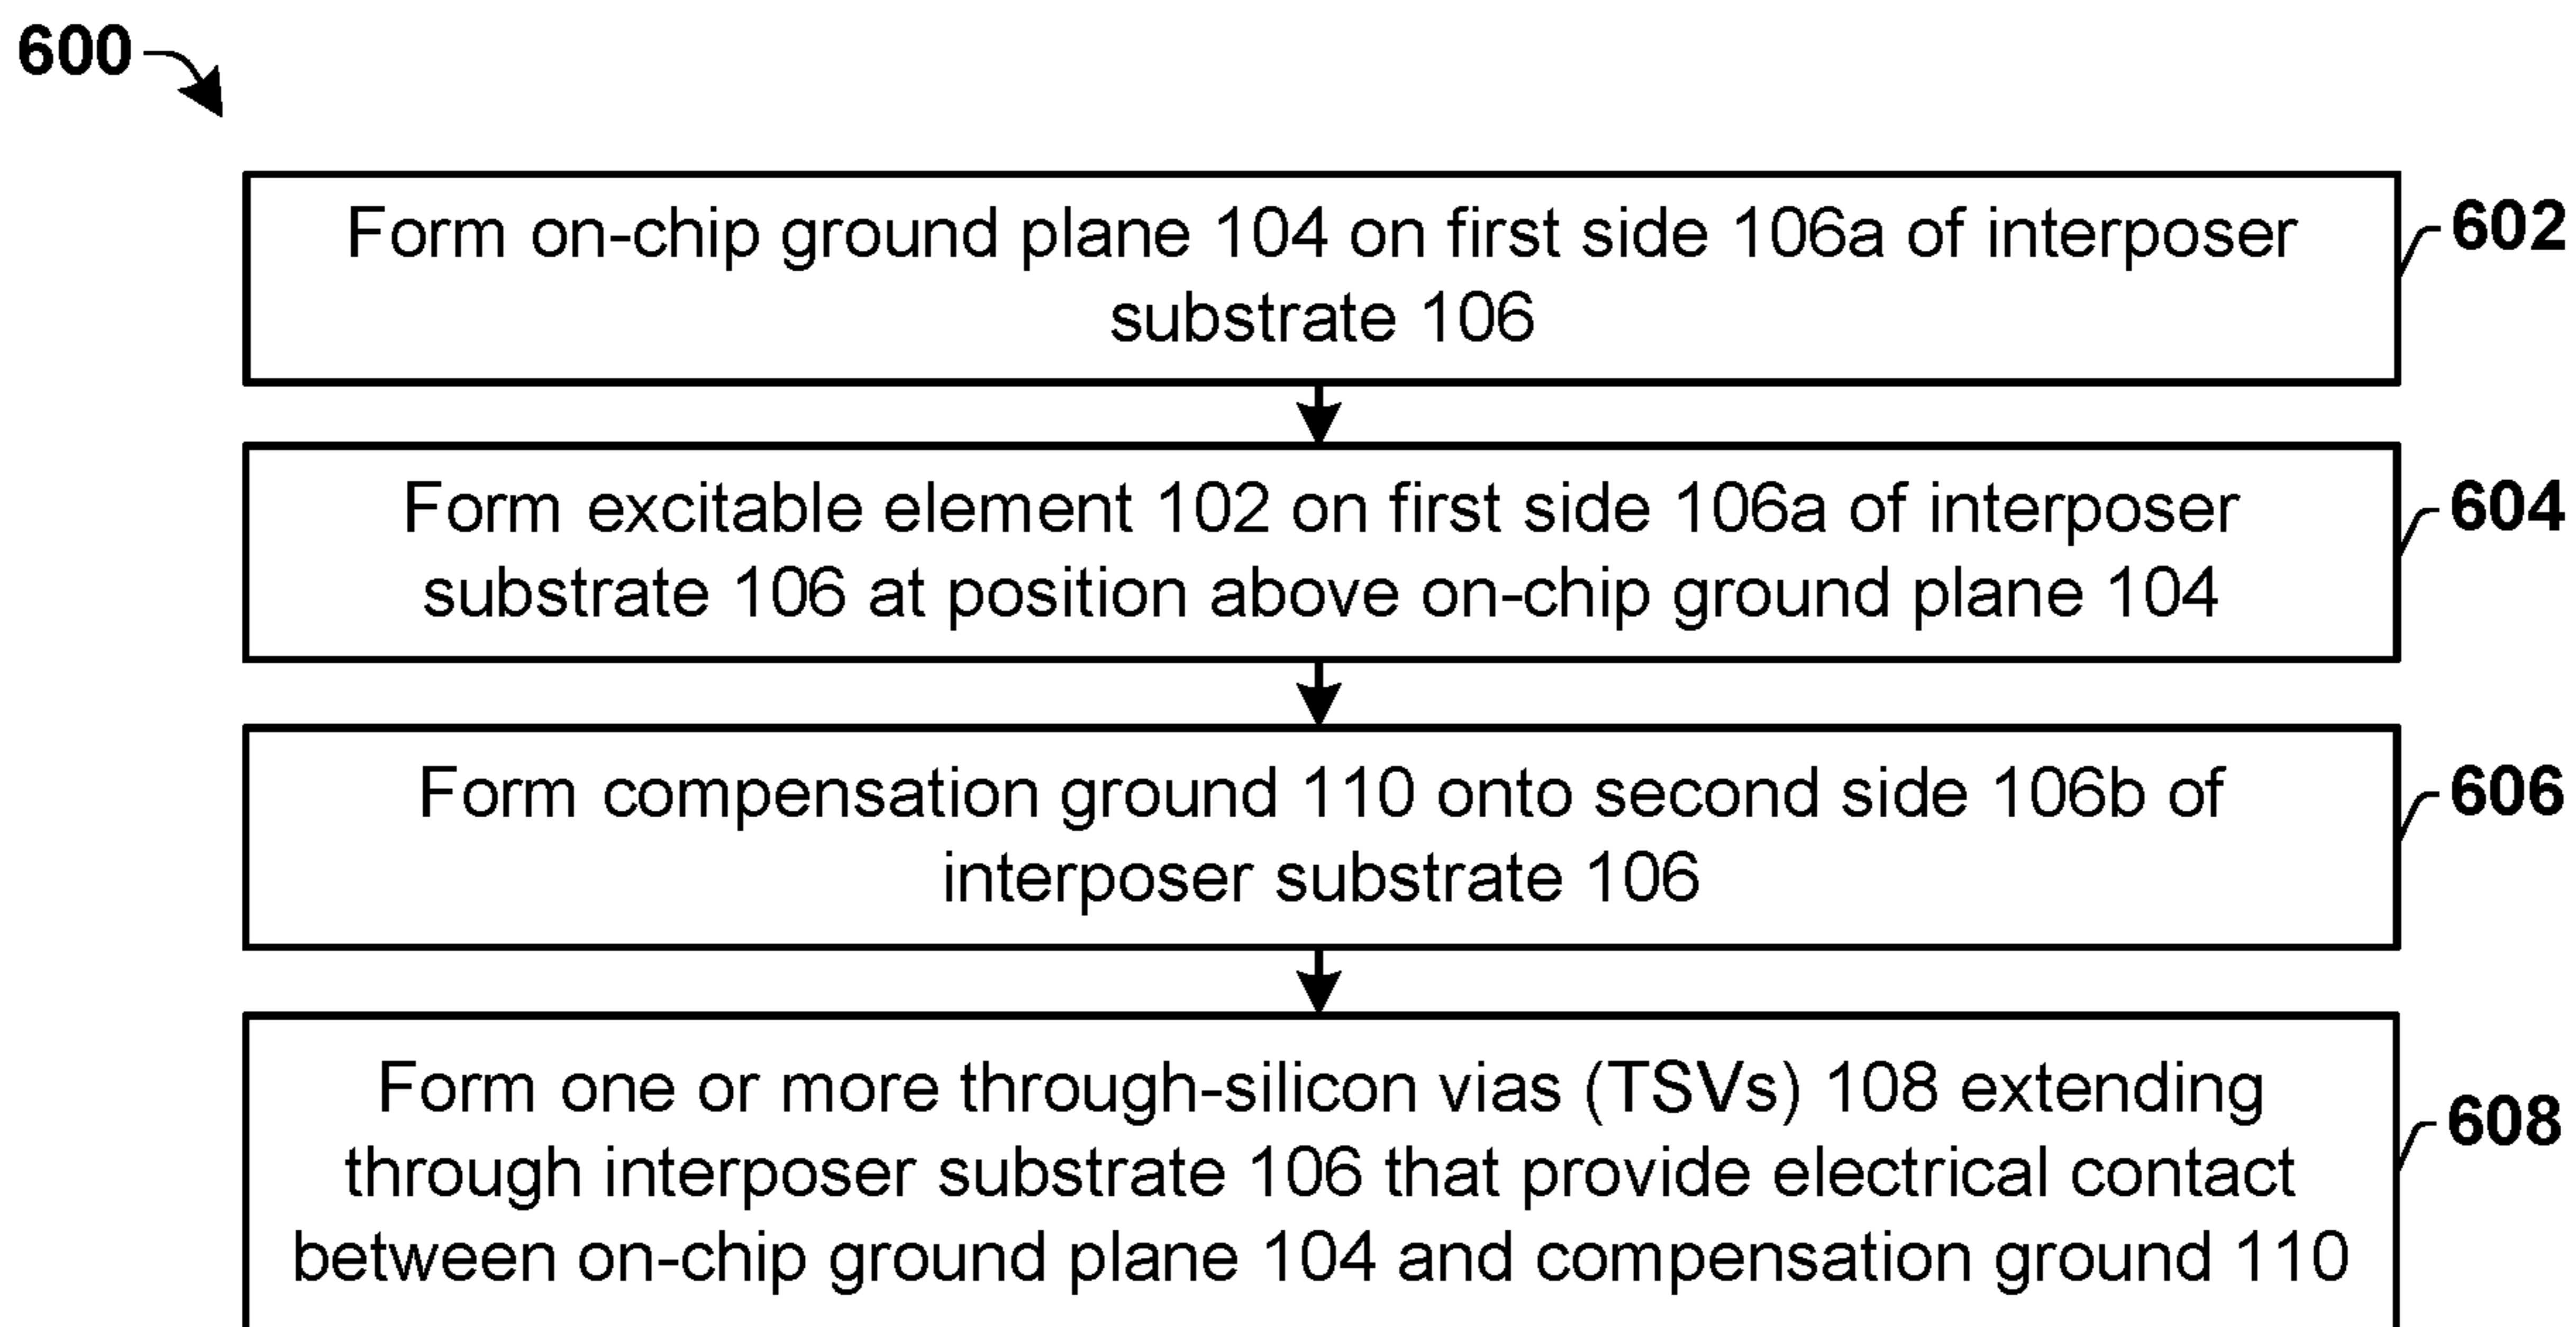 600
Form on-chip ground plane 104 on first side 106a of interposer
substrate 106
602
Form excitable element 102 on first side 106a of interposer
substrate 106 at position above on-chip ground plane 104
604
Form compensation ground 110 onto second side 106b of
interposer substrate 106
606
Form one or more through-silicon vias (TSVs) 108 extending
through interposer substrate 106 that provide electrical contact
between on-chip ground plane 104 and compensation ground 110
608